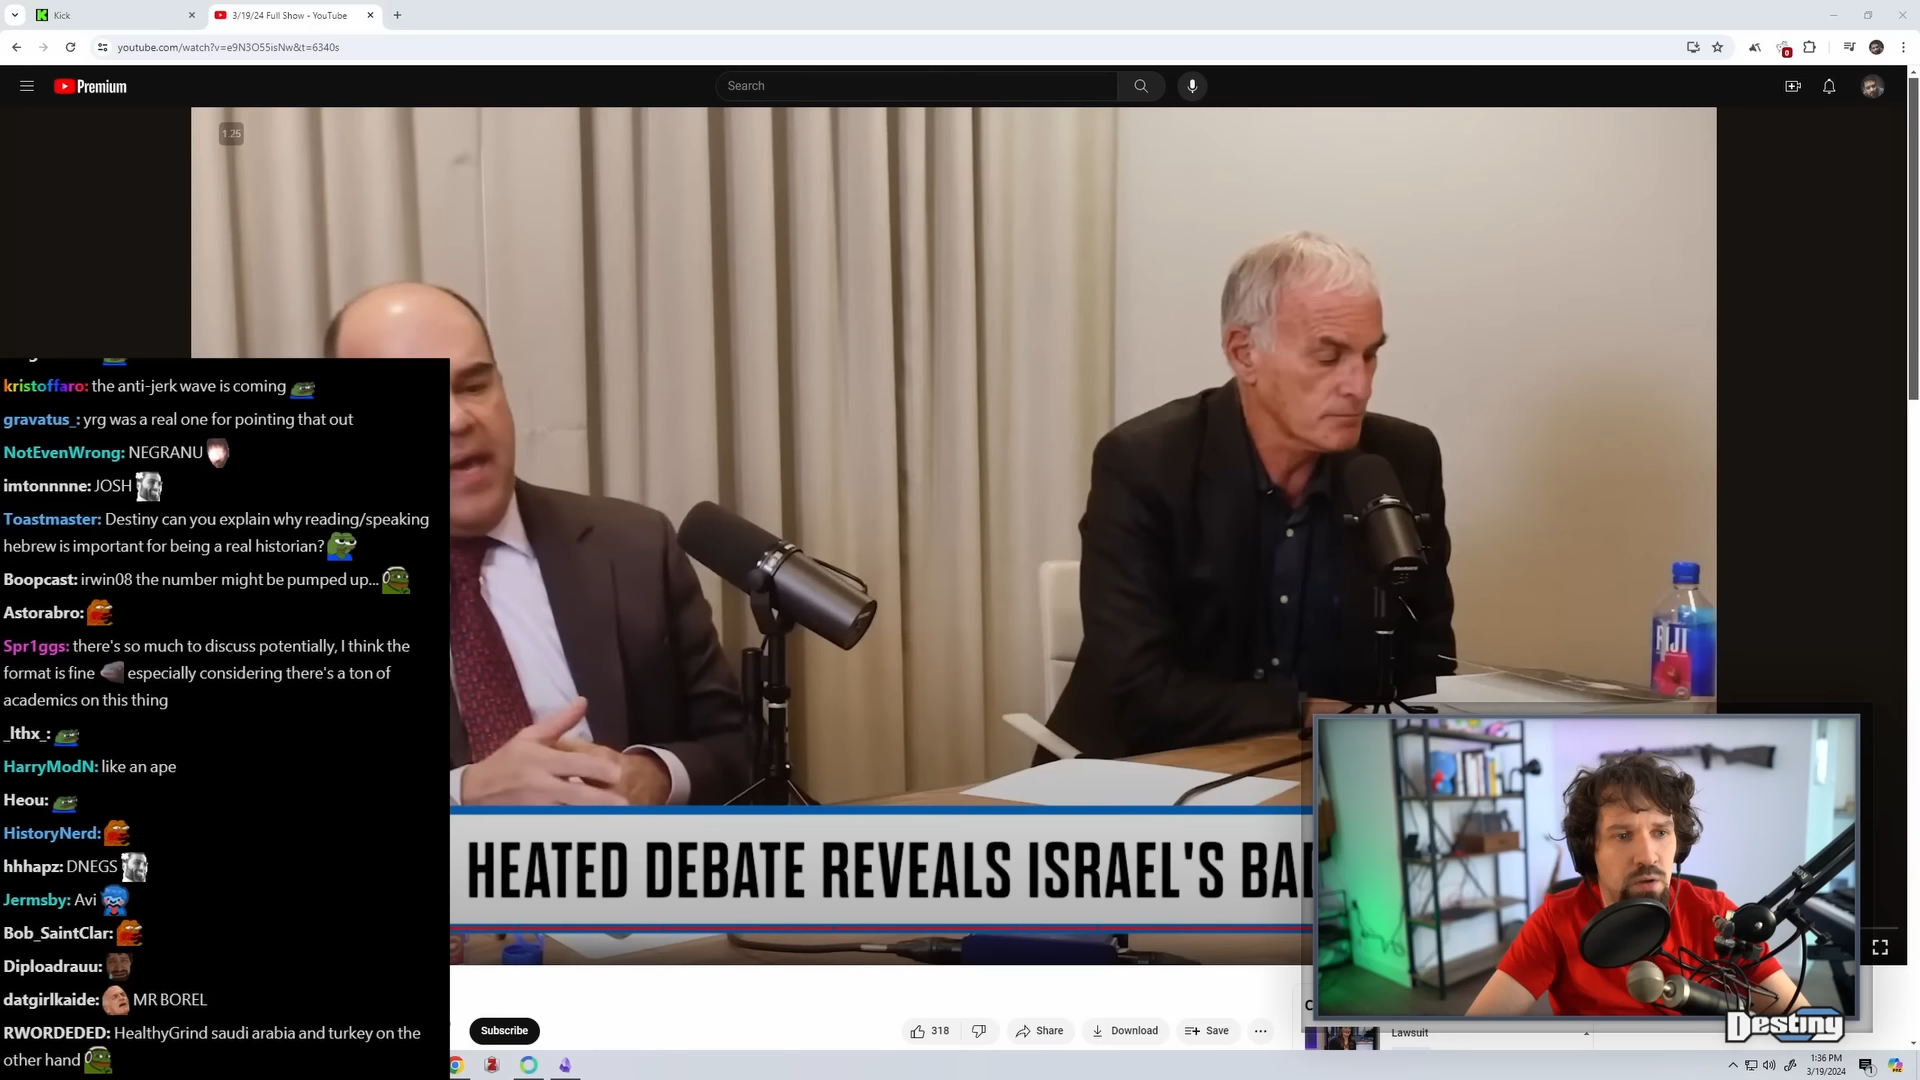 Kick
3/19/24 Full Show - YouTube
youtube.com/watch?v=e9N3O55isNw&t=6340s
0
Premium
Search
1.25
kristoffaro: the anti-jerk wave is coming
gravatus_: yrg was a real one for pointing that out
NotEvenWrong: NEGRANU
imtonnnne: JOSH
Toastmaster: Destiny can you explain why reading/speaking
hebrew is important for being a real historian?
Boopcast: irwin08 the number might be pumped up...
Astorabro:
Spr1ggs: there's so much to discuss potentially, I think the
format is fine especially considering there's a ton of
academics on this thing
_lthx_:
HarryModN: like an ape
Heou:
HistoryNerd:
hhhapz: DNEGS
Jermsby: Avi
Bob_SaintClar:
Diploadrauu:
datgirlkaide: MR BOREL
RWORDEDED: HealthyGrind saudi arabia and turkey on the
other hand
FIJI
HEATED DEBATE REVEALS ISRAEL'S BA
Destiny
Subscribe
318
Share
Download
Save
Lawsuit
1:36 PM
3/19/2024